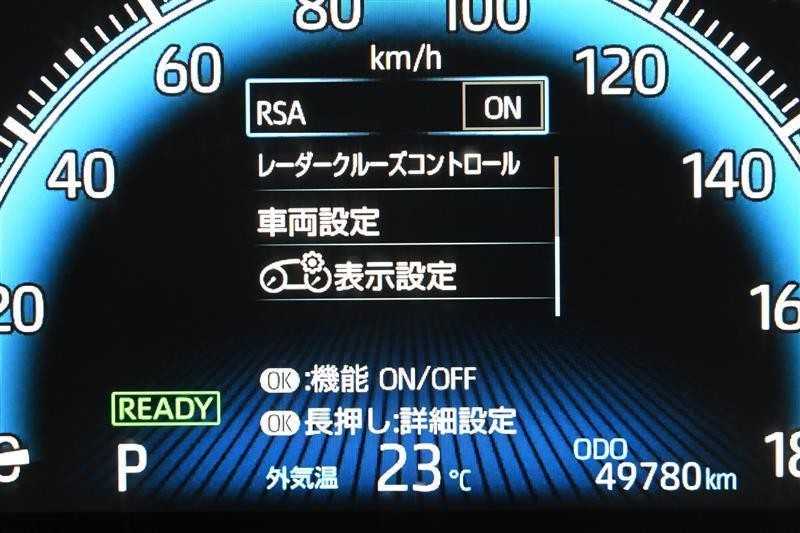 80 100
km/h
60 120
RSA ON
レーダークルーズコントロール
40 140
車両設定
表示設定
20 16
OK:機能 ON/OFF
READY
OK長押し:詳細設定
P 外気温 23℃ ODO 49780km
18